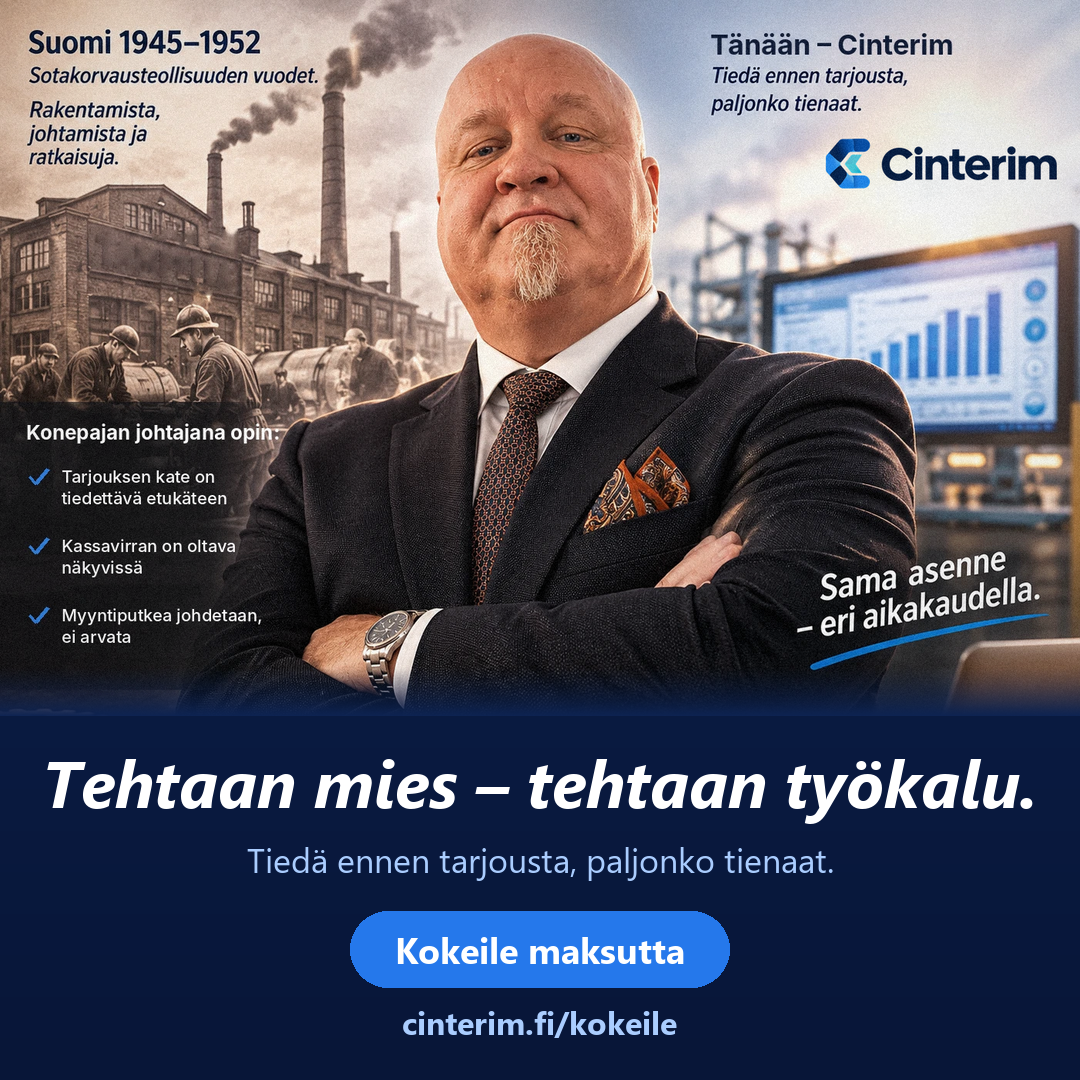 Suomi 1945–1952
Sotakorvausteollisuuden vuodet.
Rakentamista,
johtamista ja
ratkaisuja.
Tänään – Cinterim
Tiedä ennen tarjousta,
paljonko tienaat.
Cinterim
Konepajan johtajana opin:
Tarjouksen kate on
tiedettävä etukäteen
Kassavirran on oltava
näkyvissä
Myyntiputkea johdetaan,
ei arvata
Sama asenne
– eri aikakaudella.
Tehtaan mies – tehtaan työkalu.
Tiedä ennen tarjousta, paljonko tienaat.
Kokeile maksutta
cinterim.fi/kokeile